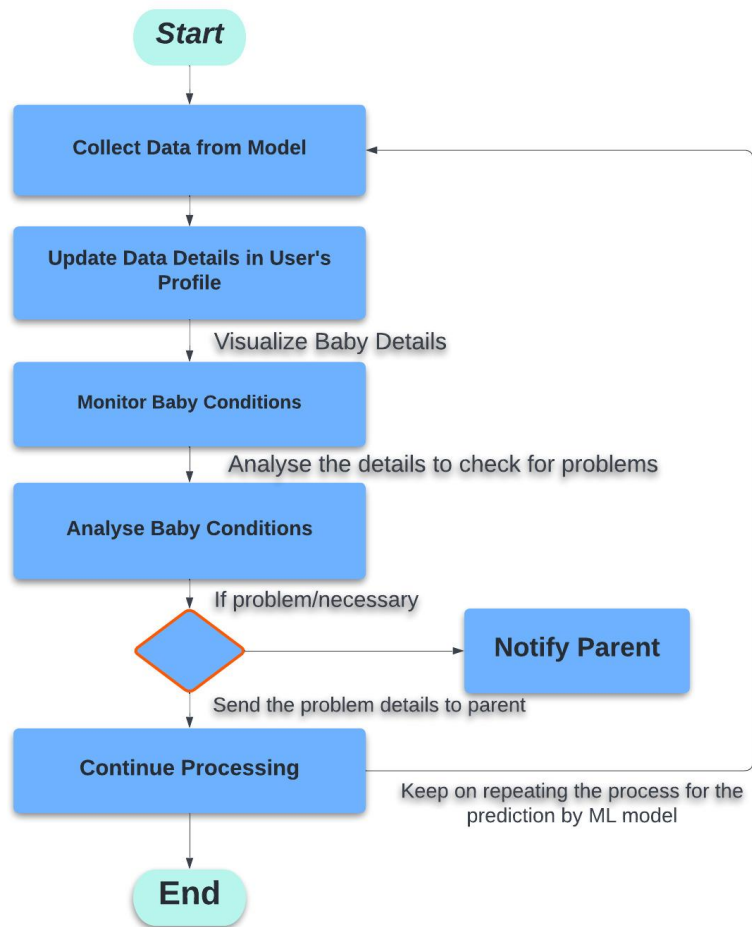 Start
Collect Data from Model
Update Data Details in User's
Profile
Visualize Baby Details
Monitor Baby Conditions
Analyse the details to check for problems
Analyse Baby Conditions
If problem/necessary
Notify Parent
Send the problem details to parent
Continue Processing
Keep on repeating the process for the
prediction by ML model
End